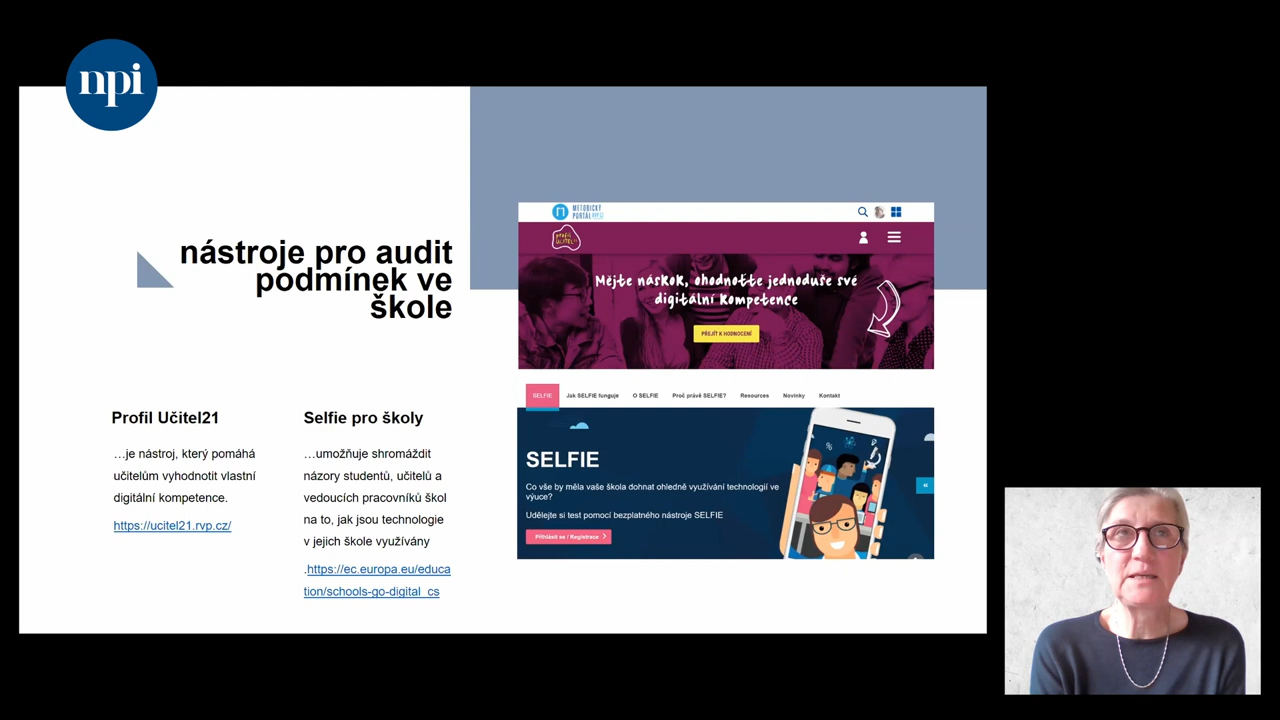 npi
nástroje pro audit
podmínek ve
škole
Profil Učitel21
…je nástroj, který pomáhá
učitelům vyhodnotit vlastní
digitální kompetence.
https://ucitel21.rvp.cz/
Selfie pro školy
…umožňuje shromáždit
názory studentů, učitelů a
vedoucích pracovníků škol
na to, jak jsou technologie
v jejich škole využívány
.https://ec.europa.eu/educa
tion/schools-go-digital_cs
METODICKÝ
PORTÁL
profil
UČITEL21
Mějte náskok, ohodnoťte jednoduše své
digitální kompetence
PŘEJÍT K HODNOCENÍ
SELFIE Jak SELFIE funguje O SELFIE Proč právě SELFIE? Resources Novinky Kontakt
SELFIE
Co vše by měla vaše škola dohnat ohledně využívání technologií ve
výuce?
Udělejte si test pomocí bezplatného nástroje SELFIE
Přihlásit se / Registrace